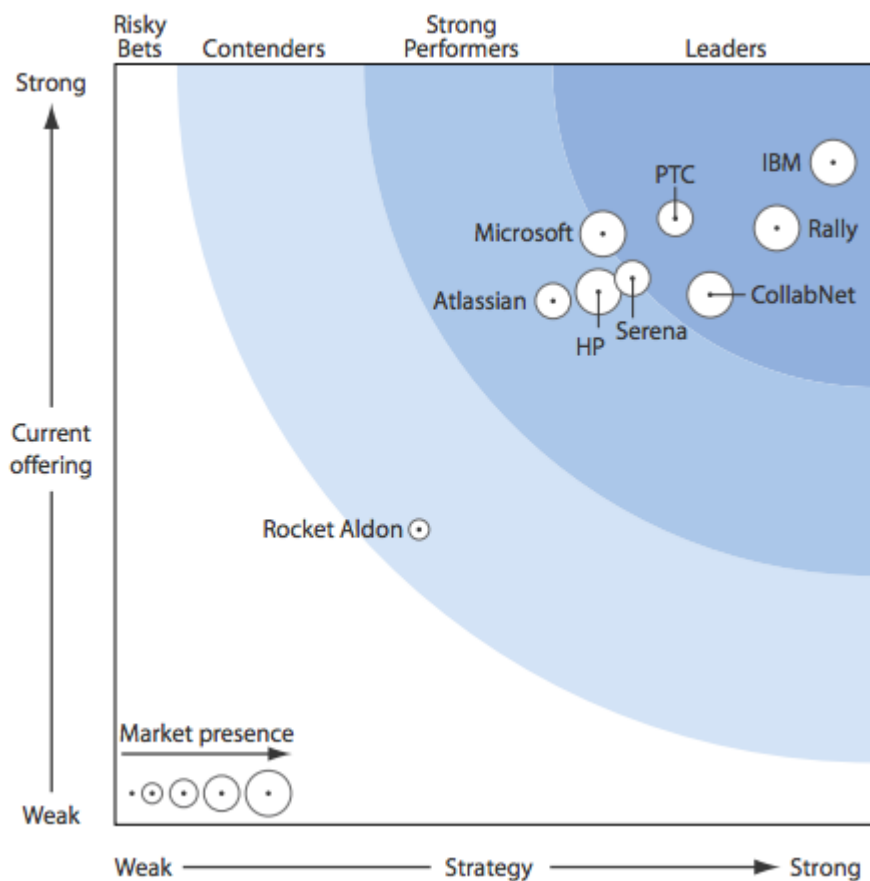 Risky
Bets
Contenders
Strong
Performers
Leaders
Strong
IBM
PTC
Microsoft
Rally
Atlassian
CollabNet
HP
Serena
Current
offering
Rocket Aldon
Market presence
Weak
Weak
Strategy
Strong